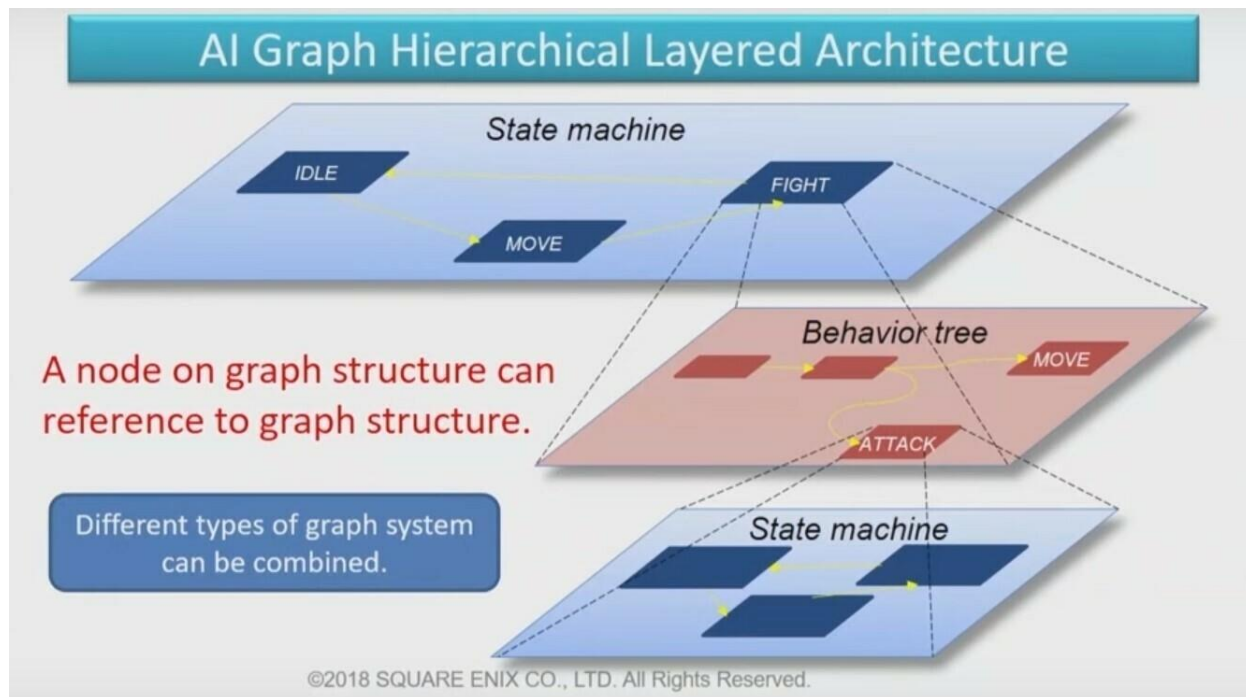 AI Graph Hierarchical Layered Architecture
State machine
IDLE
FIGHT
MOVE
Behavior tree
MOVE
ATTACK
A node on graph structure can
reference to graph structure.
Different types of graph system
can be combined.
State machine
©2018 SQUARE ENIX CO., LTD. All Rights Reserved.